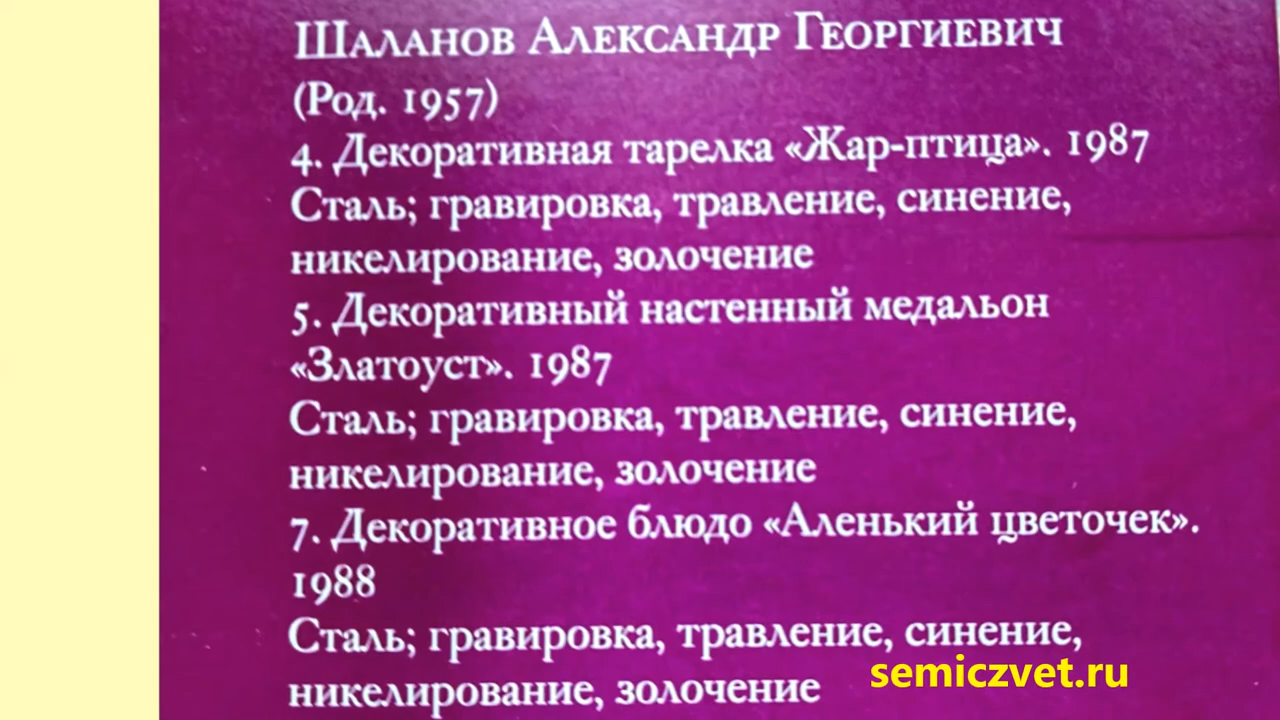 Шаланов Александр Георгиевич
(Род. 1957)
4. Декоративная тарелка «Жар-птица». 1987
Сталь; гравировка, травление, синение,
никелирование, золочение
5. Декоративный настенный медальон
«Златоуст». 1987
Сталь; гравировка, травление, синение,
никелирование, золочение
7. Декоративное блюдо «Аленький цветочек».
1988
Сталь; гравировка, травление, синение,
никелирование, золочение
semiczvet.ru